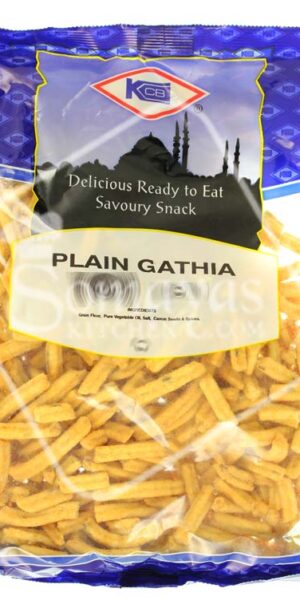 KCB
Delicious Ready to Eat
Savoury Snack
PLAIN GATHIA
INGREDIENTS
Gram Flour, Pure Vegetable Oil, Salt, Carom Seeds & Spices.